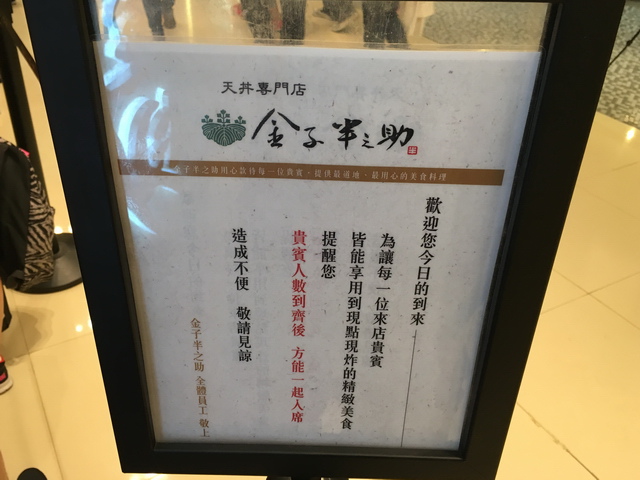 天丼専門店
金子半之助
金子半之助用心款待每一位貴賓，提供最道地、最用心的美食料理
歡迎您今日的到來
為讓每一位來店貴賓
皆能享用到現點現炸的精緻美食
提醒您
貴賓人數到齊後 方能一起入席
造成不便 敬請見諒
金子半之助 全體員工 敬上